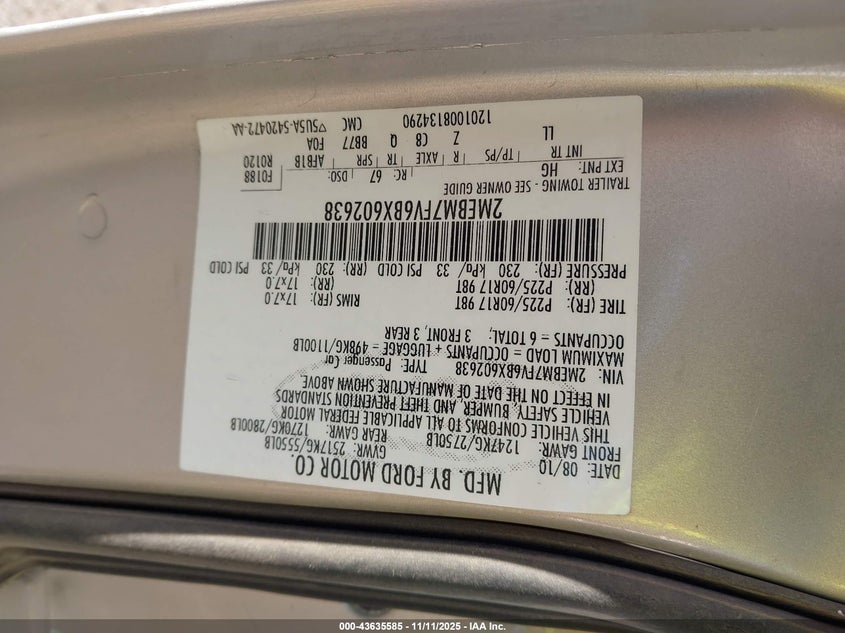 MFD. BY FORD MOTOR CO.
DATE: 08/10 GVWR: 2517KG/5550LB
FRONT GAWR: REAR GAWR:
1247KG/2750LB 1270KG/2800LB
THIS VEHICLE CONFORMS TO ALL APPLICABLE FEDERAL MOTOR
VEHICLE SAFETY, BUMPER, AND THEFT PREVENTION STANDARDS
IN EFFECT ON THE DATE OF MANUFACTURE SHOWN ABOVE.
VIN: 2MEBM7FV6BX602638 TYPE: Passenger Car
MAXIMUM LOAD = OCCUPANTS + LUGGAGE = 498KG/1100LB
OCCUPANTS = 6 TOTAL, 3 FRONT, 3 REAR
TIRE (FR): P225/60R17 98T RIMS (FR): 17x7.0
(RR): P225/60R17 98T (RR): 17x7.0
PRESSURE (FR): 230 kPa/ 33 PSI COLD (RR): 230 kPa/ 33 PSI COLD
2MEBM7FV6BX602638
TRAILER TOWING - SEE OWNER GUIDE
EXT PNT: HG RC: 67 DSO: F0188 R0120
INT TR TP/PS R AXLE TR SPR AFB1B
LL Z C8 Q BB77 FOA
CMC
1201008134290 ▽5U5A-5420472-AA
000-43635585 - 11/11/2025 - IAA Inc.